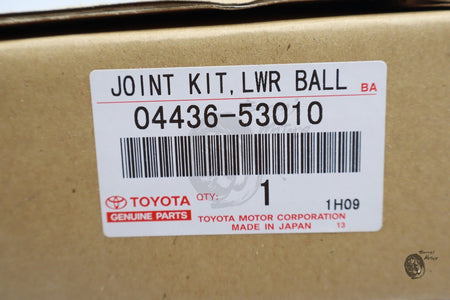 JOINT KIT, LWR BALL BA
04436-53010
TOYOTA QTY: 1 1H09
GENUINE PARTS
TOYOTA MOTOR CORPORATION
MADE IN JAPAN 13